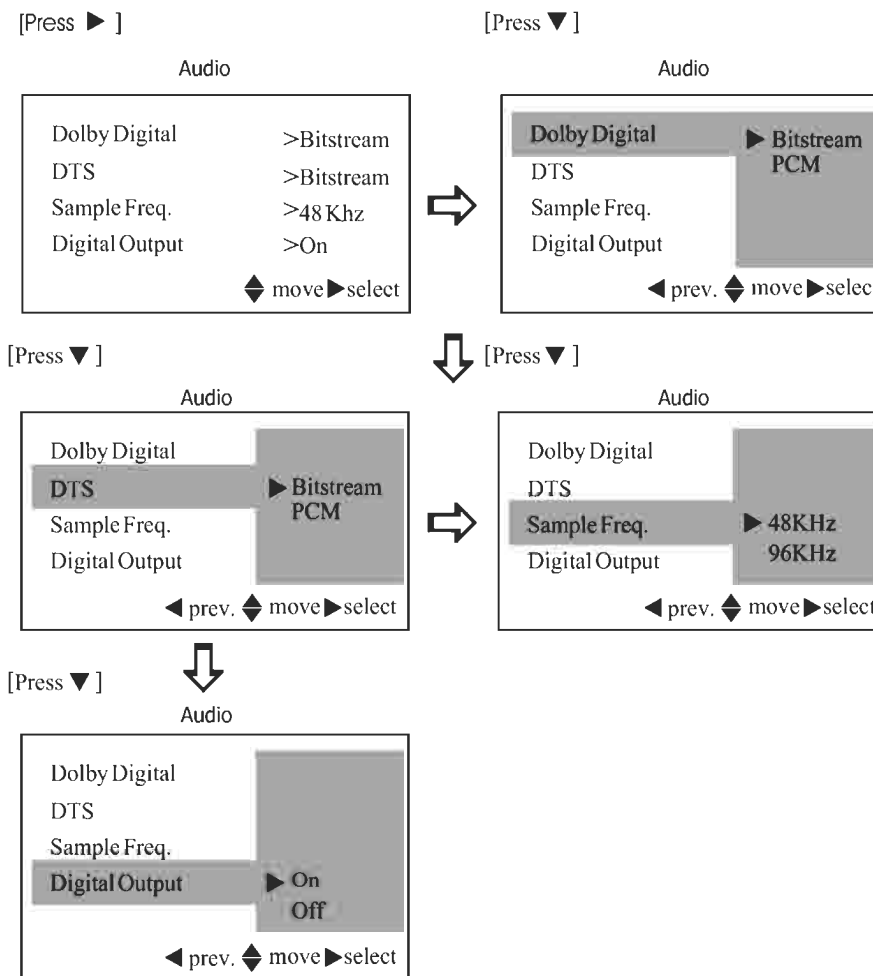 [Press ▶ ]
Audio
Dolby Digital >Bitstream
DTS >Bitstream
Sample Freq. >48 Khz
Digital Output >On
move ▶ select
[Press ▼ ]
Audio
Dolby Digital ▶ Bitstream
PCM
DTS
Sample Freq.
Digital Output
◀ prev. move ▶ selec
[Press ▼ ]
Audio
Dolby Digital
DTS ▶ Bitstream
PCM
Sample Freq.
Digital Output
◀ prev. move ▶ select
[Press ▼ ]
Audio
Dolby Digital
DTS
Sample Freq. ▶ 48KHz
Digital Output 96KHz
◀ prev. move ▶ select
[Press ▼ ]
Audio
Dolby Digital
DTS
Sample Freq.
Digital Output ▶ On
Off
◀ prev. move ▶ select